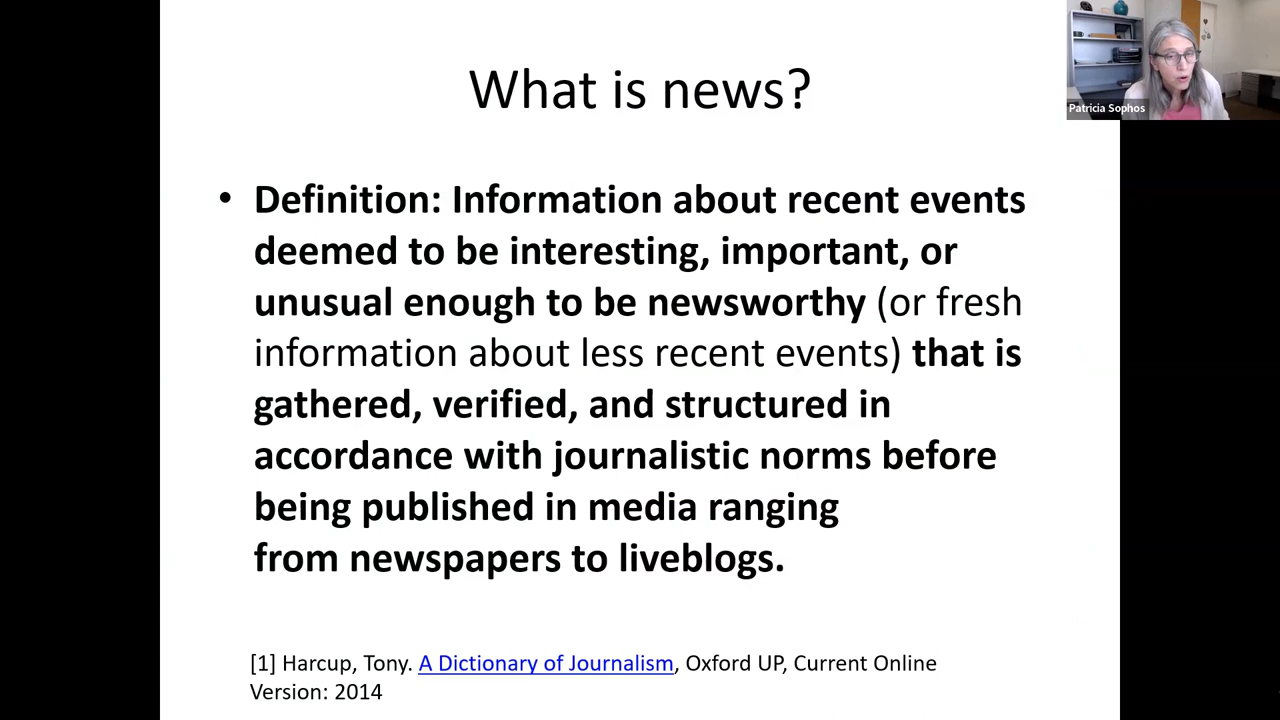 What is news?
Patricia Sophos
• Definition: Information about recent events
deemed to be interesting, important, or
unusual enough to be newsworthy (or fresh
information about less recent events) that is
gathered, verified, and structured in
accordance with journalistic norms before
being published in media ranging
from newspapers to liveblogs.
[1] Harcup, Tony. A Dictionary of Journalism, Oxford UP, Current Online
Version: 2014